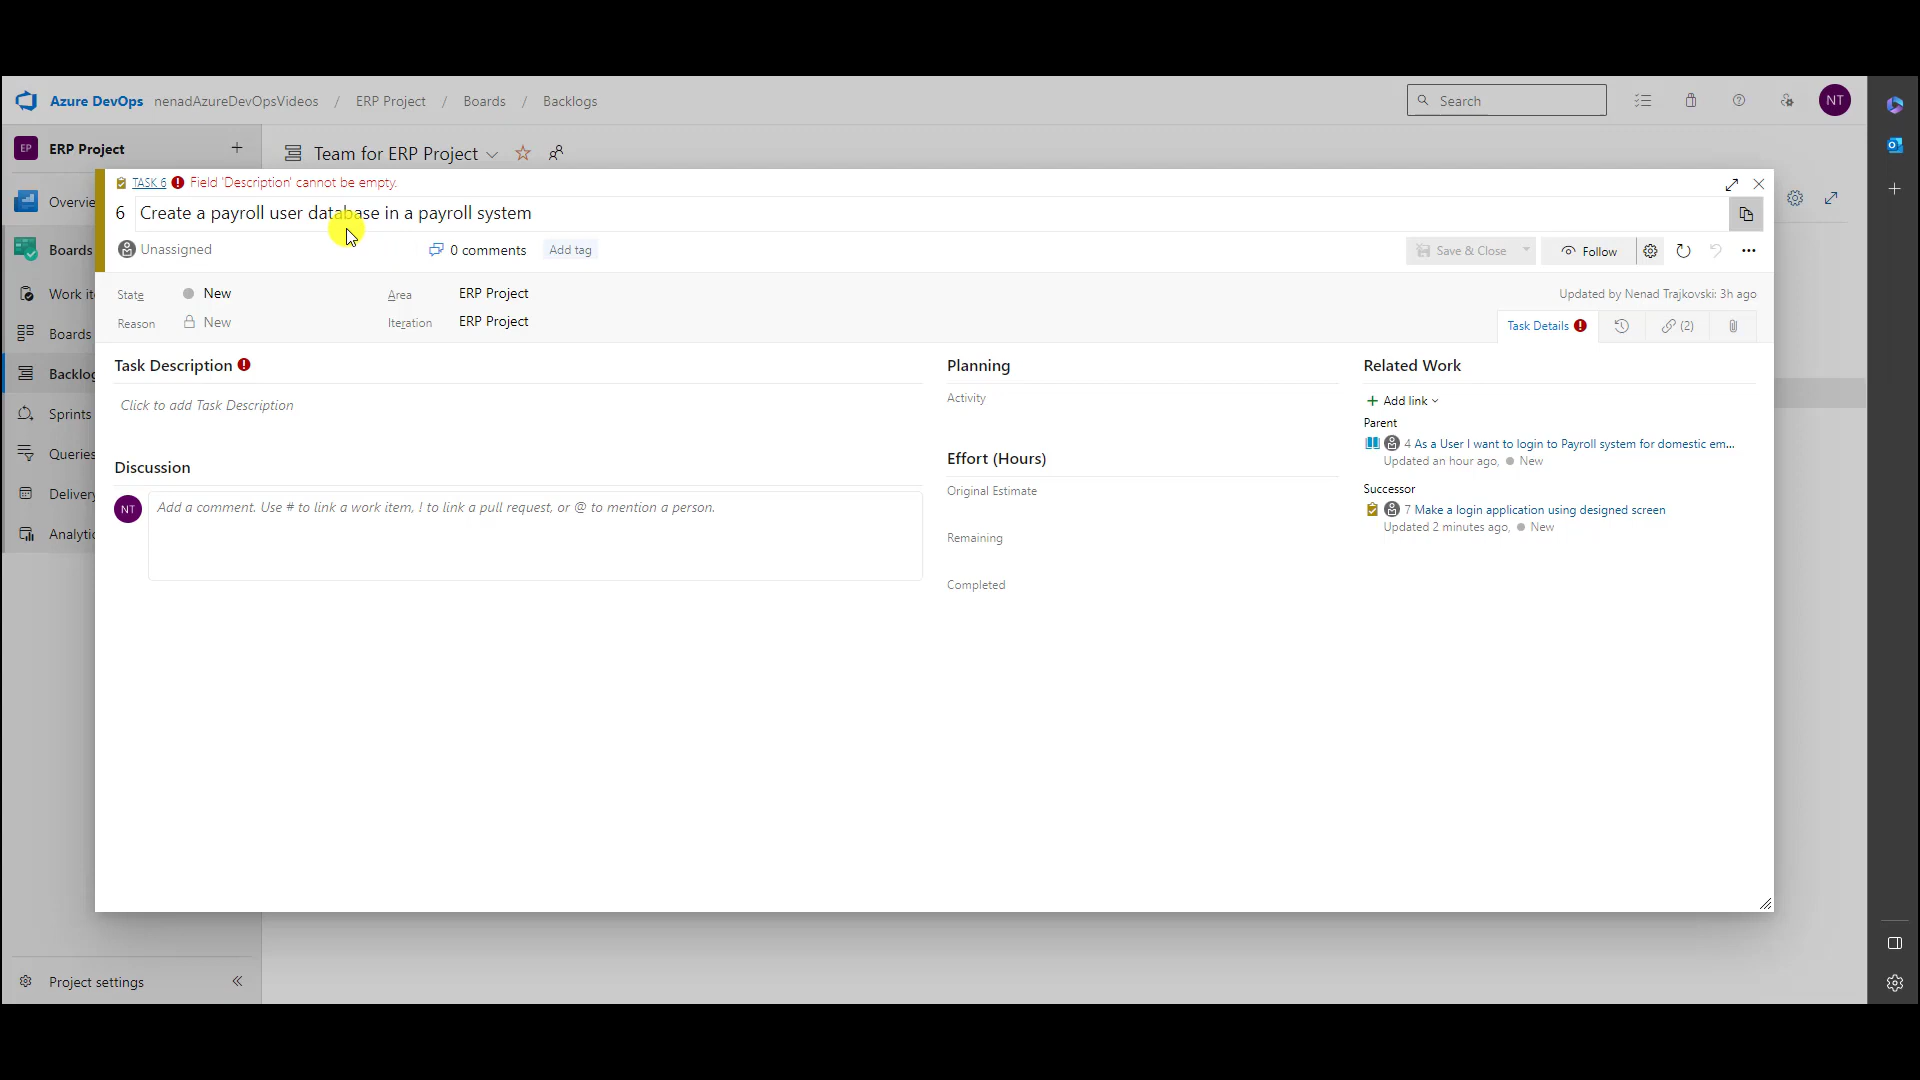 Azure DevOps nenadAzureDevOpsVideos / ERP Project / Boards / Backlogs
Search
NT
EP ERP Project
Team for ERP Project
Overvie
Boards
Work it
Boards
Backlog
Sprints
Queries
Delivery
Analytic
Project settings
TASK 6 Field 'Description' cannot be empty.
6 Create a payroll user database in a payroll system
Unassigned
0 comments
Add tag
Save & Close
Follow
State New
Area ERP Project
Updated by Nenad Trajkovski: 3h ago
Reason New
Iteration ERP Project
Task Details
(2)
Task Description
Click to add Task Description
Discussion
NT
Add a comment. Use # to link a work item, ! to link a pull request, or @ to mention a person.
Planning
Activity
Effort (Hours)
Original Estimate
Remaining
Completed
Related Work
Add link
Parent
4 As a User I want to login to Payroll system for domestic em...
Updated an hour ago, New
Successor
7 Make a login application using designed screen
Updated 2 minutes ago, New